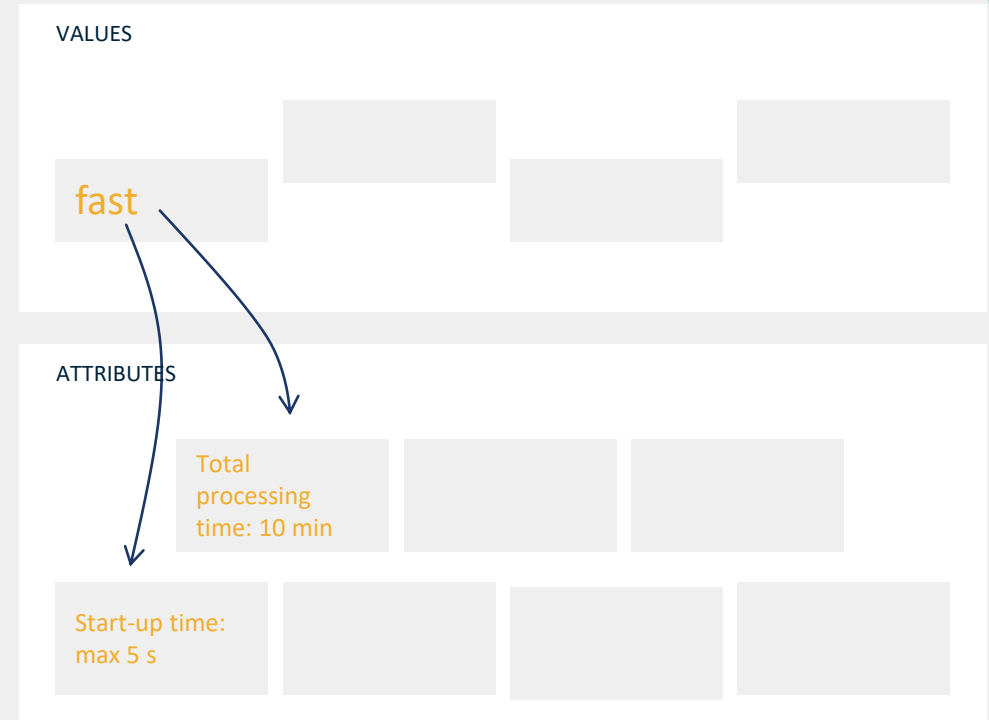 VALUES
fast
ATTRIBUTES
Total
processing
time: 10 min
Start-up time:
max 5 s